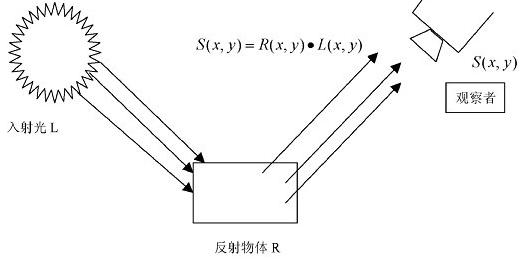 S(x, y) = R(x, y) • L(x, y)
S(x, y)
观察者
入射光 L
反射物体 R